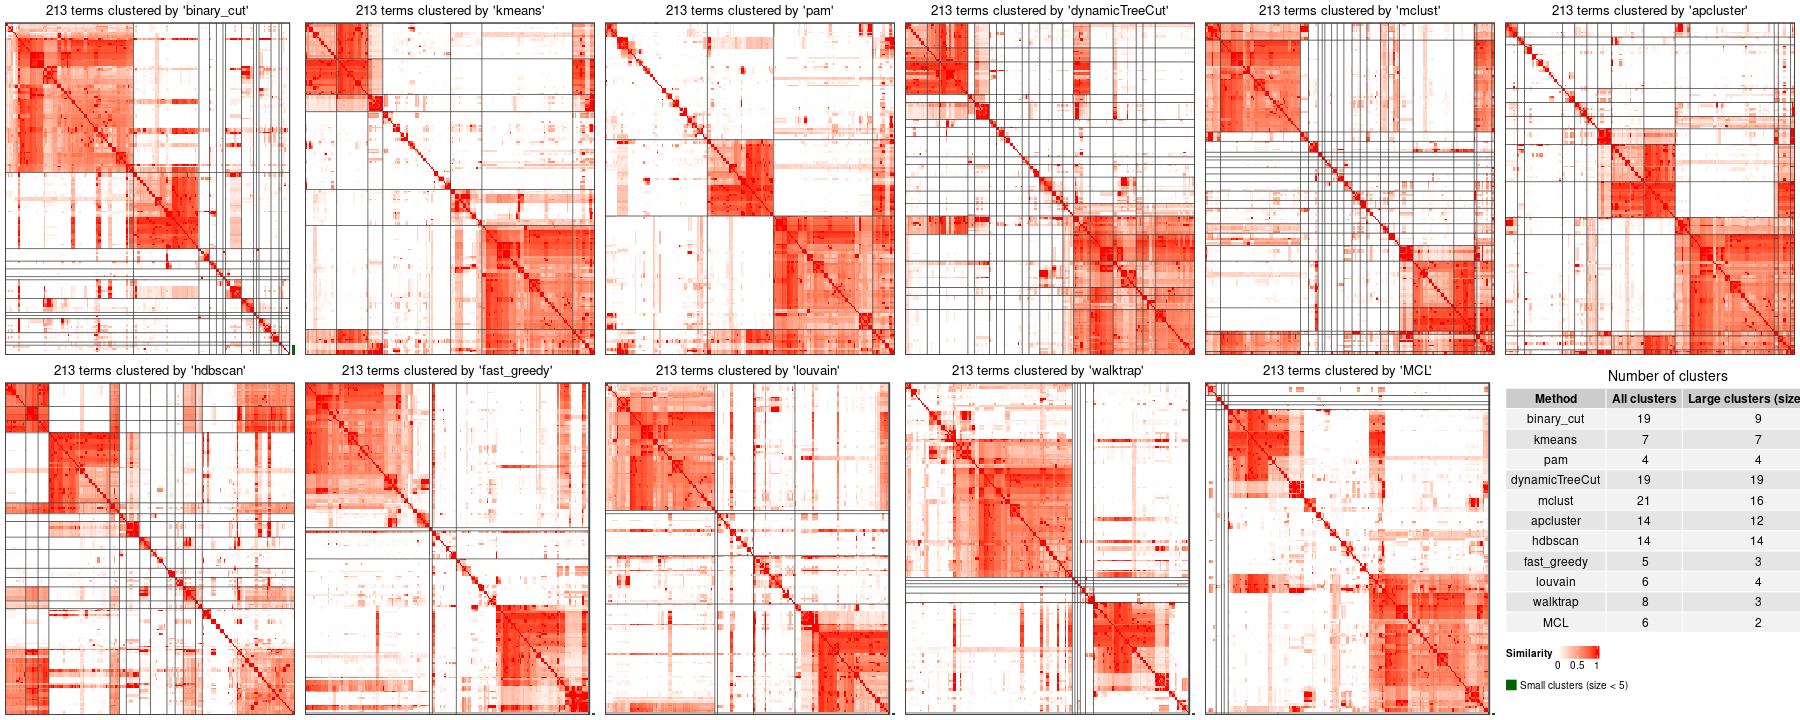 213 terms clustered by 'binary_cut'
213 terms clustered by 'kmeans'
213 terms clustered by 'pam'
213 terms clustered by 'dynamicTreeCut'
213 terms clustered by 'mclust'
213 terms clustered by 'apcluster'
213 terms clustered by 'hdbscan'
213 terms clustered by 'fast_greedy'
213 terms clustered by 'louvain'
213 terms clustered by 'walktrap'
213 terms clustered by 'MCL'
Number of clusters
Method All clusters Large clusters (size
binary_cut 19 9
kmeans 7 7
pam 4 4
dynamicTreeCut 19 19
mclust 21 16
apcluster 14 12
hdbscan 14 14
fast_greedy 5 3
louvain 6 4
walktrap 8 3
MCL 6 2
Similarity
0 0.5 1
Small clusters (size < 5)